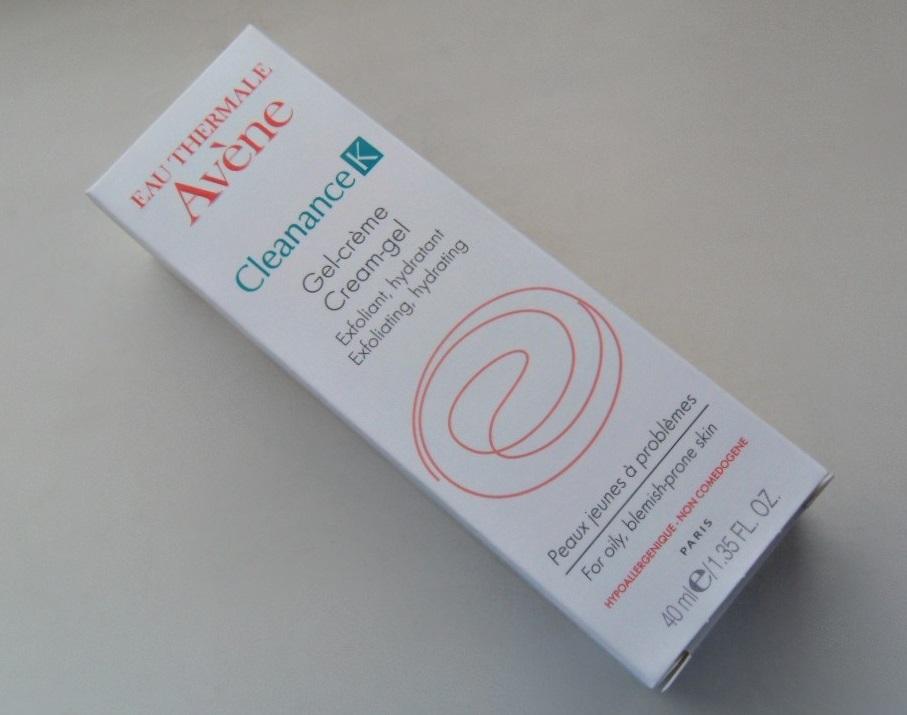 EAU THERMALE
Avène
Cleanance K
Gel-crème
Cream-gel
Exfoliant, hydratant
Exfoliating, hydrating
Peaux jeunes à problèmes
For oily, blemish-prone skin
HYPOALLERGENIQUE - NON COMEDOGENE
PARIS
40 ml e/1.35 FL. OZ.